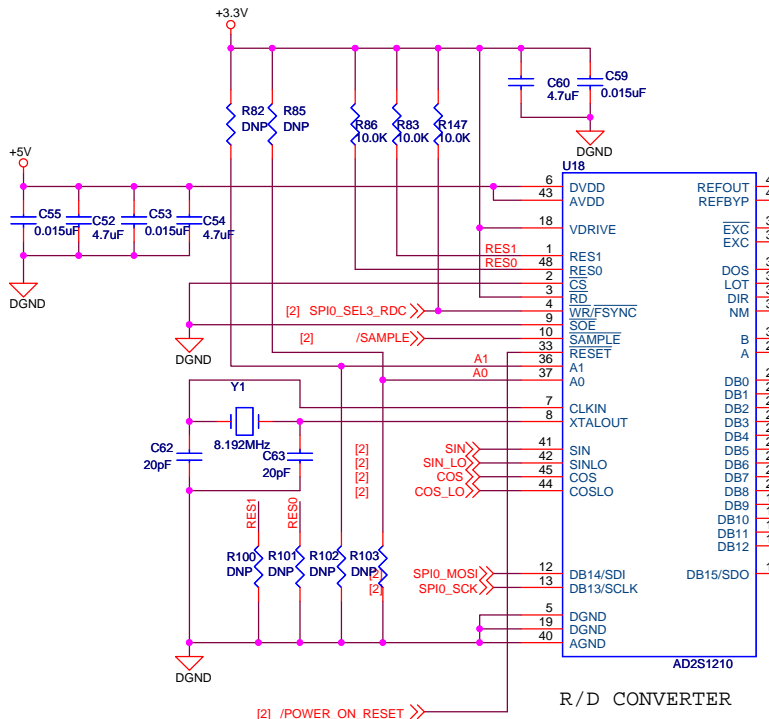 +3.3V
R82
DNP
R85
DNP
R86
10.0K
R83
10.0K
R147
10.0K
C60
4.7uF
C59
0.015uF
DGND
+5V
C55
0.015uF
C52
4.7uF
C53
0.015uF
C54
4.7uF
DGND
U18
6 DVDD REFOUT
43 AVDD REFBYP
18 VDRIVE EXC
EXC
RES1 1 RES1
RES0 48 RES0 DOS
2 CS LOT
3 RD DIR
[2] SPI0_SEL3_RDC 4 WR/FSYNC NM
9 SOE
[2] /SAMPLE 10 SAMPLE B
33 RESET A
A1 36 A1
A0 37 A0 DB0
DGND
DB1
7 CLKIN DB2
8 XTALOUT DB3
Y1
8.192MHz
C62
20pF
C63
20pF
DB4
[2] SIN 41 SIN DB5
[2] SIN_LO 42 SINLO DB6
[2] COS 45 COS DB7
[2] COS_LO 44 COSLO DB8
DB9
DB10
DB11
DB12
RES1
RES0
R100
DNP
R101
DNP
R102
DNP
R103
DNP
[2] SPI0_MOSI 12 DB14/SDI DB15/SDO
[2] SPI0_SCK 13 DB13/SCLK
5 DGND
19 DGND
40 AGND
DGND
AD2S1210
[2] /POWER_ON_RESET
R/D CONVERTER